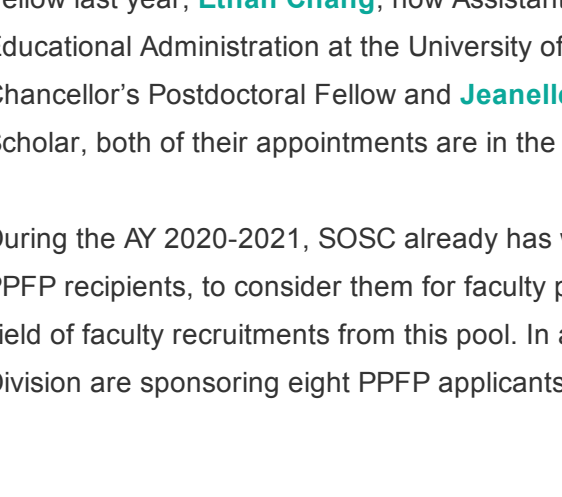 ellow last year, Ethan Chang, now Assistant
Educational Administration at the University of
Chancellor's Postdoctoral Fellow and Jeanelle
Scholar, both of their appointments are in the
During the AY 2020-2021, SOSC already has
PPFP recipients, to consider them for faculty
field of faculty recruitments from this pool. In
Division are sponsoring eight PPFP applicants